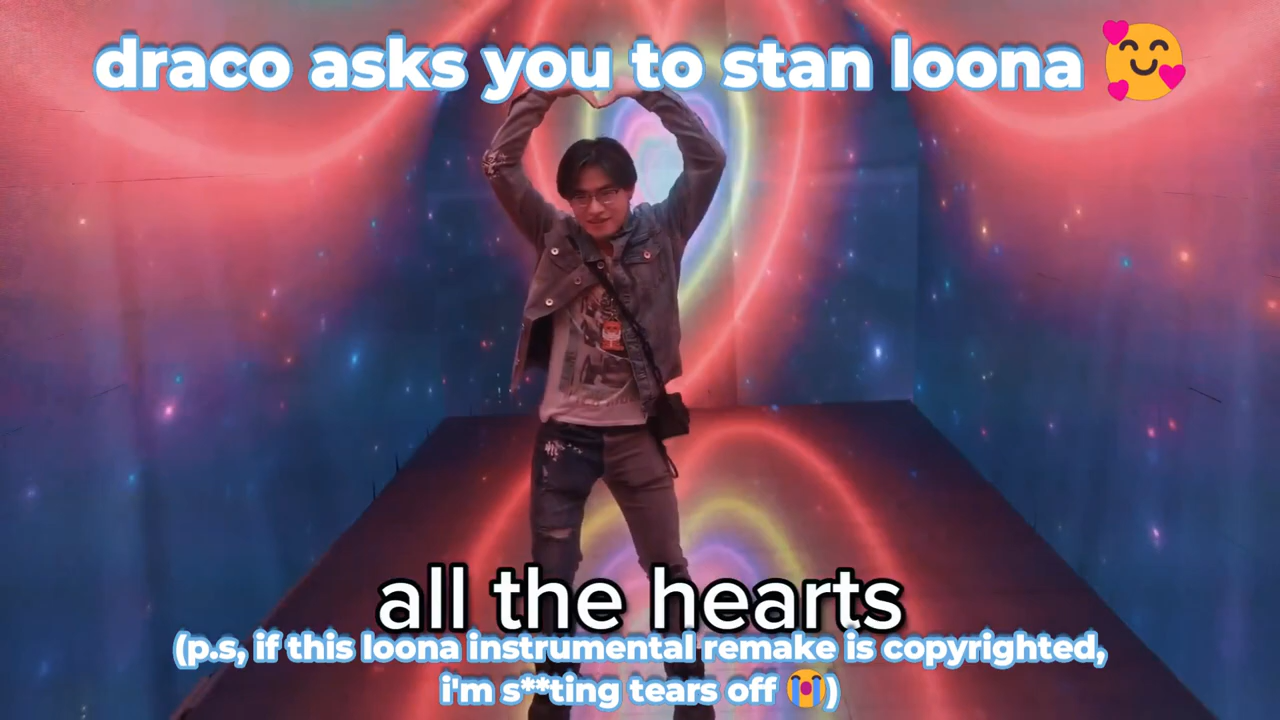 draco asks you to stan loona 🥰
all the hearts
(p.s, if this loona instrumental remake is copyrighted,
i'm s**ting tears off 😭)